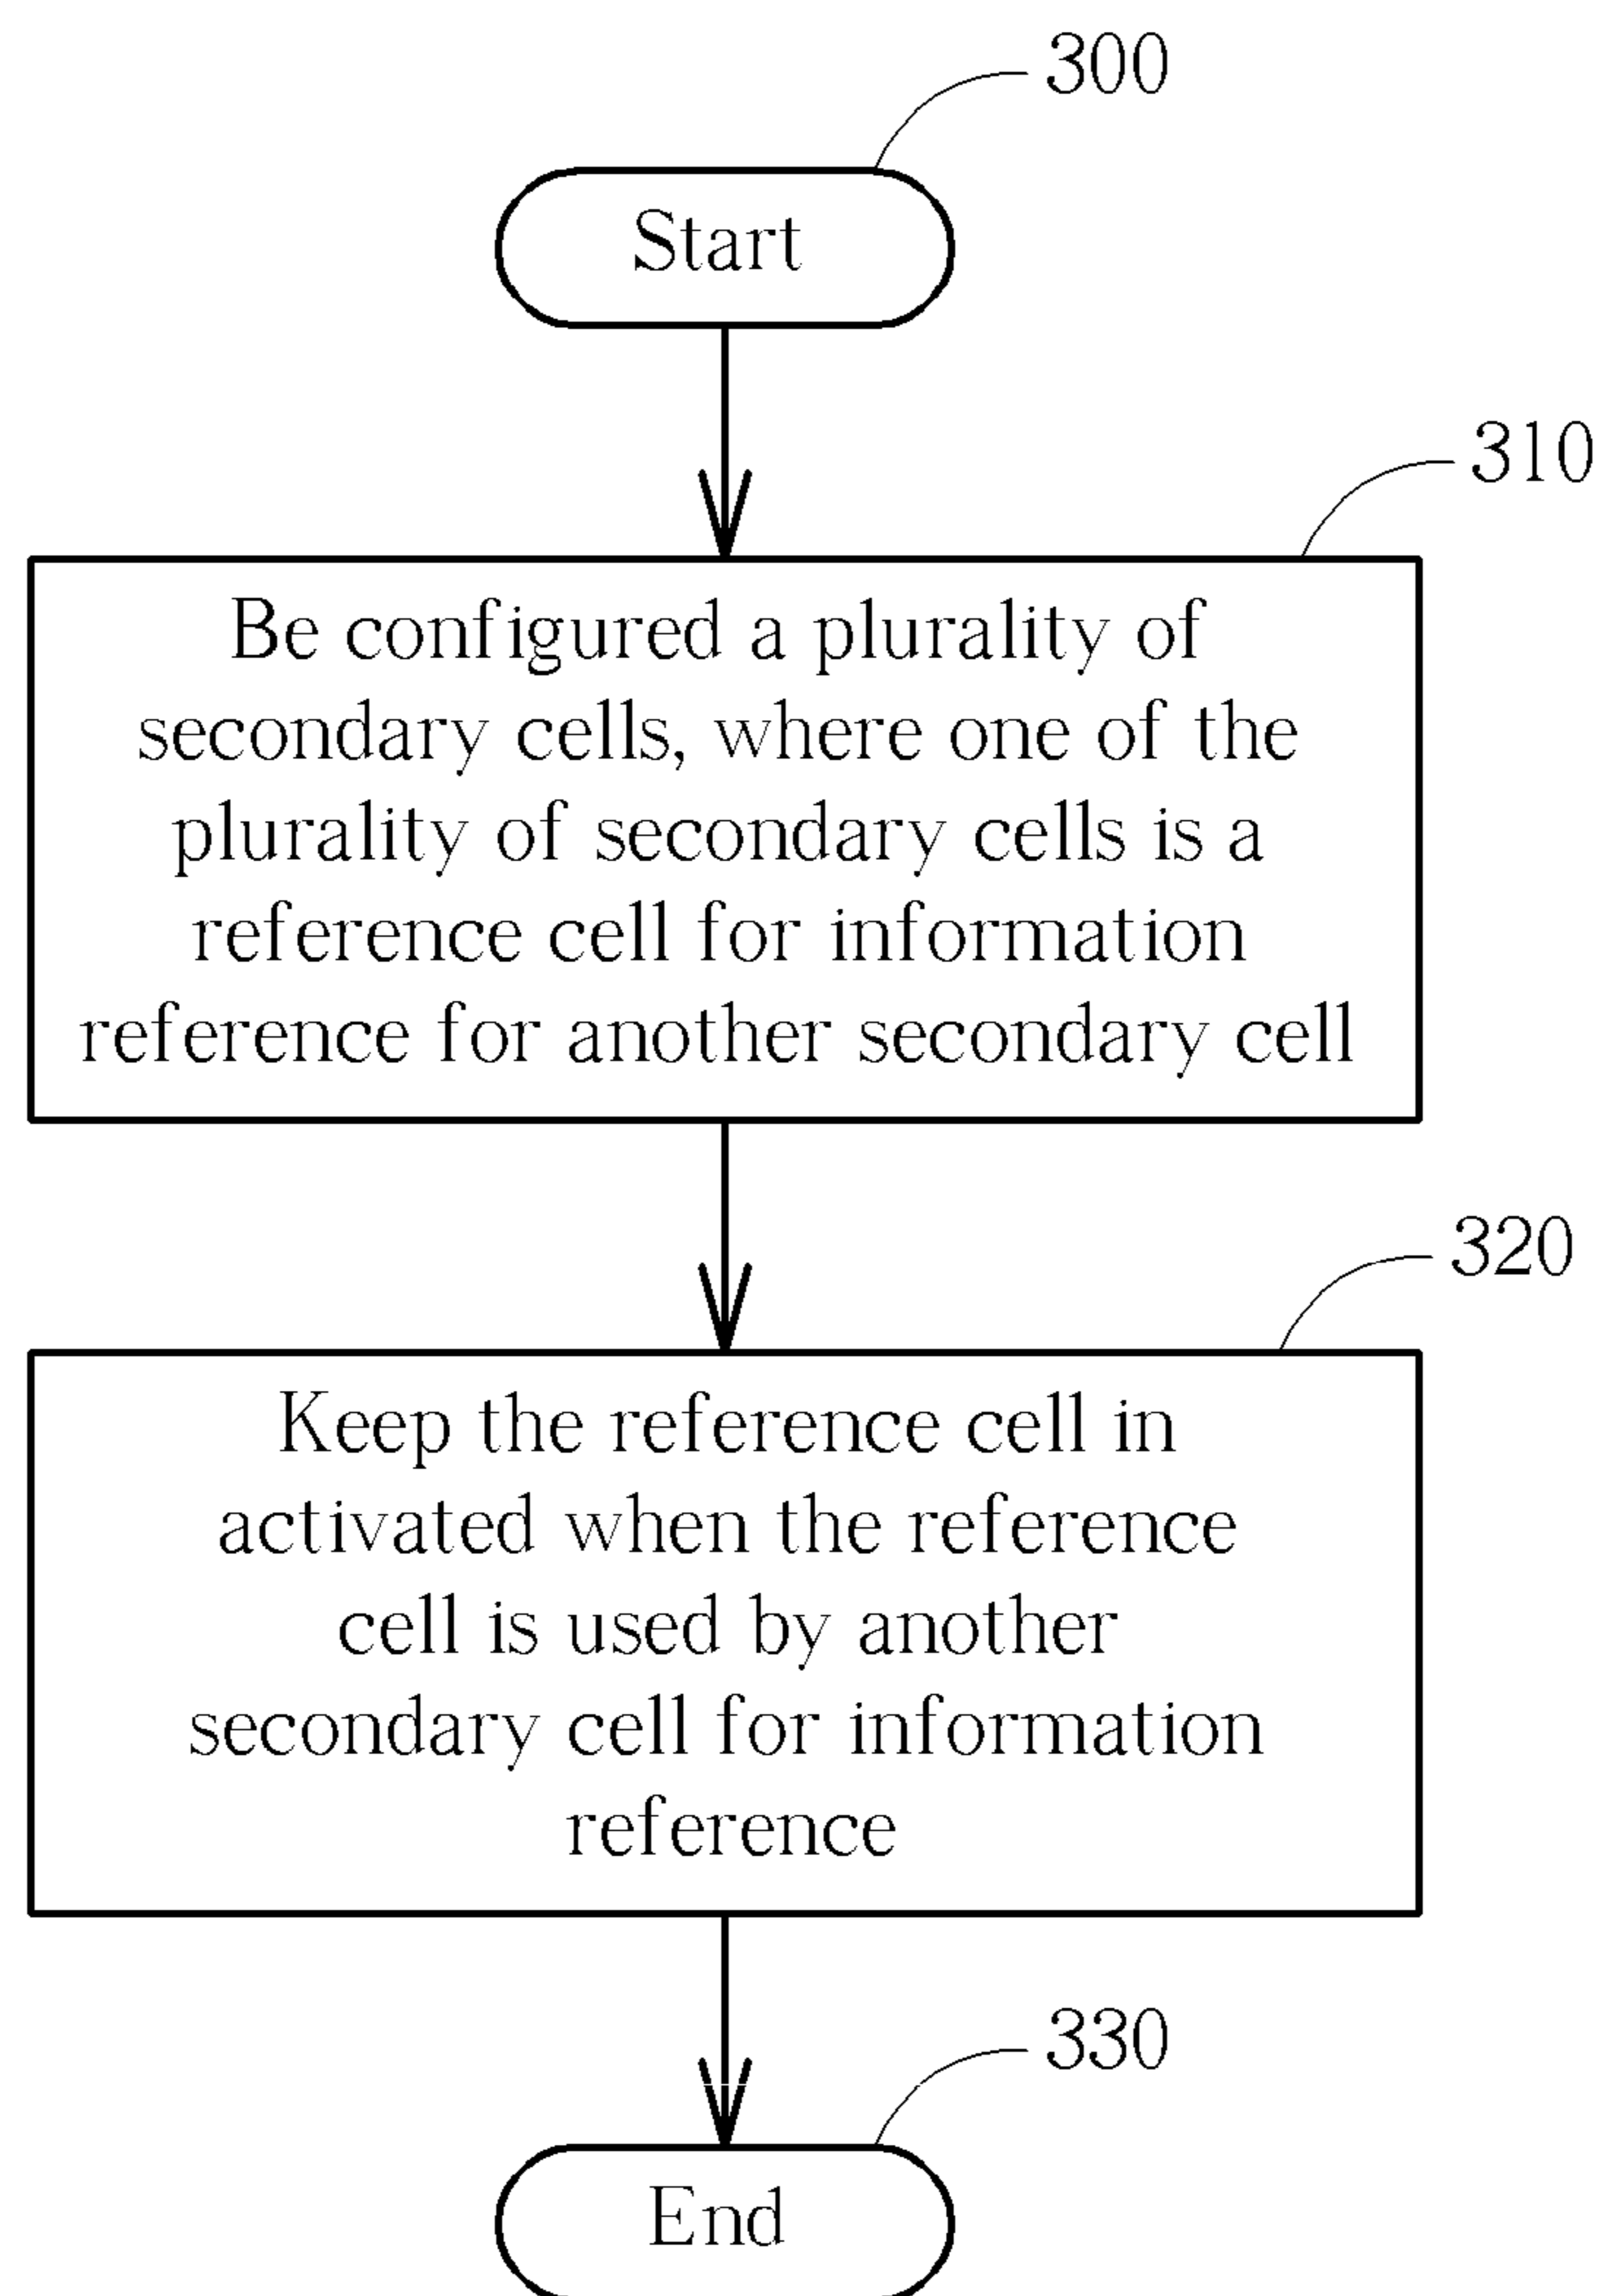 300
Start
310
Be configured a plurality of
secondary cells, where one of the
plurality of secondary cells is a
reference cell for information
reference for another secondary cell
320
Keep the reference cell in
activated when the reference
cell is used by another
secondary cell for information
reference
330
End